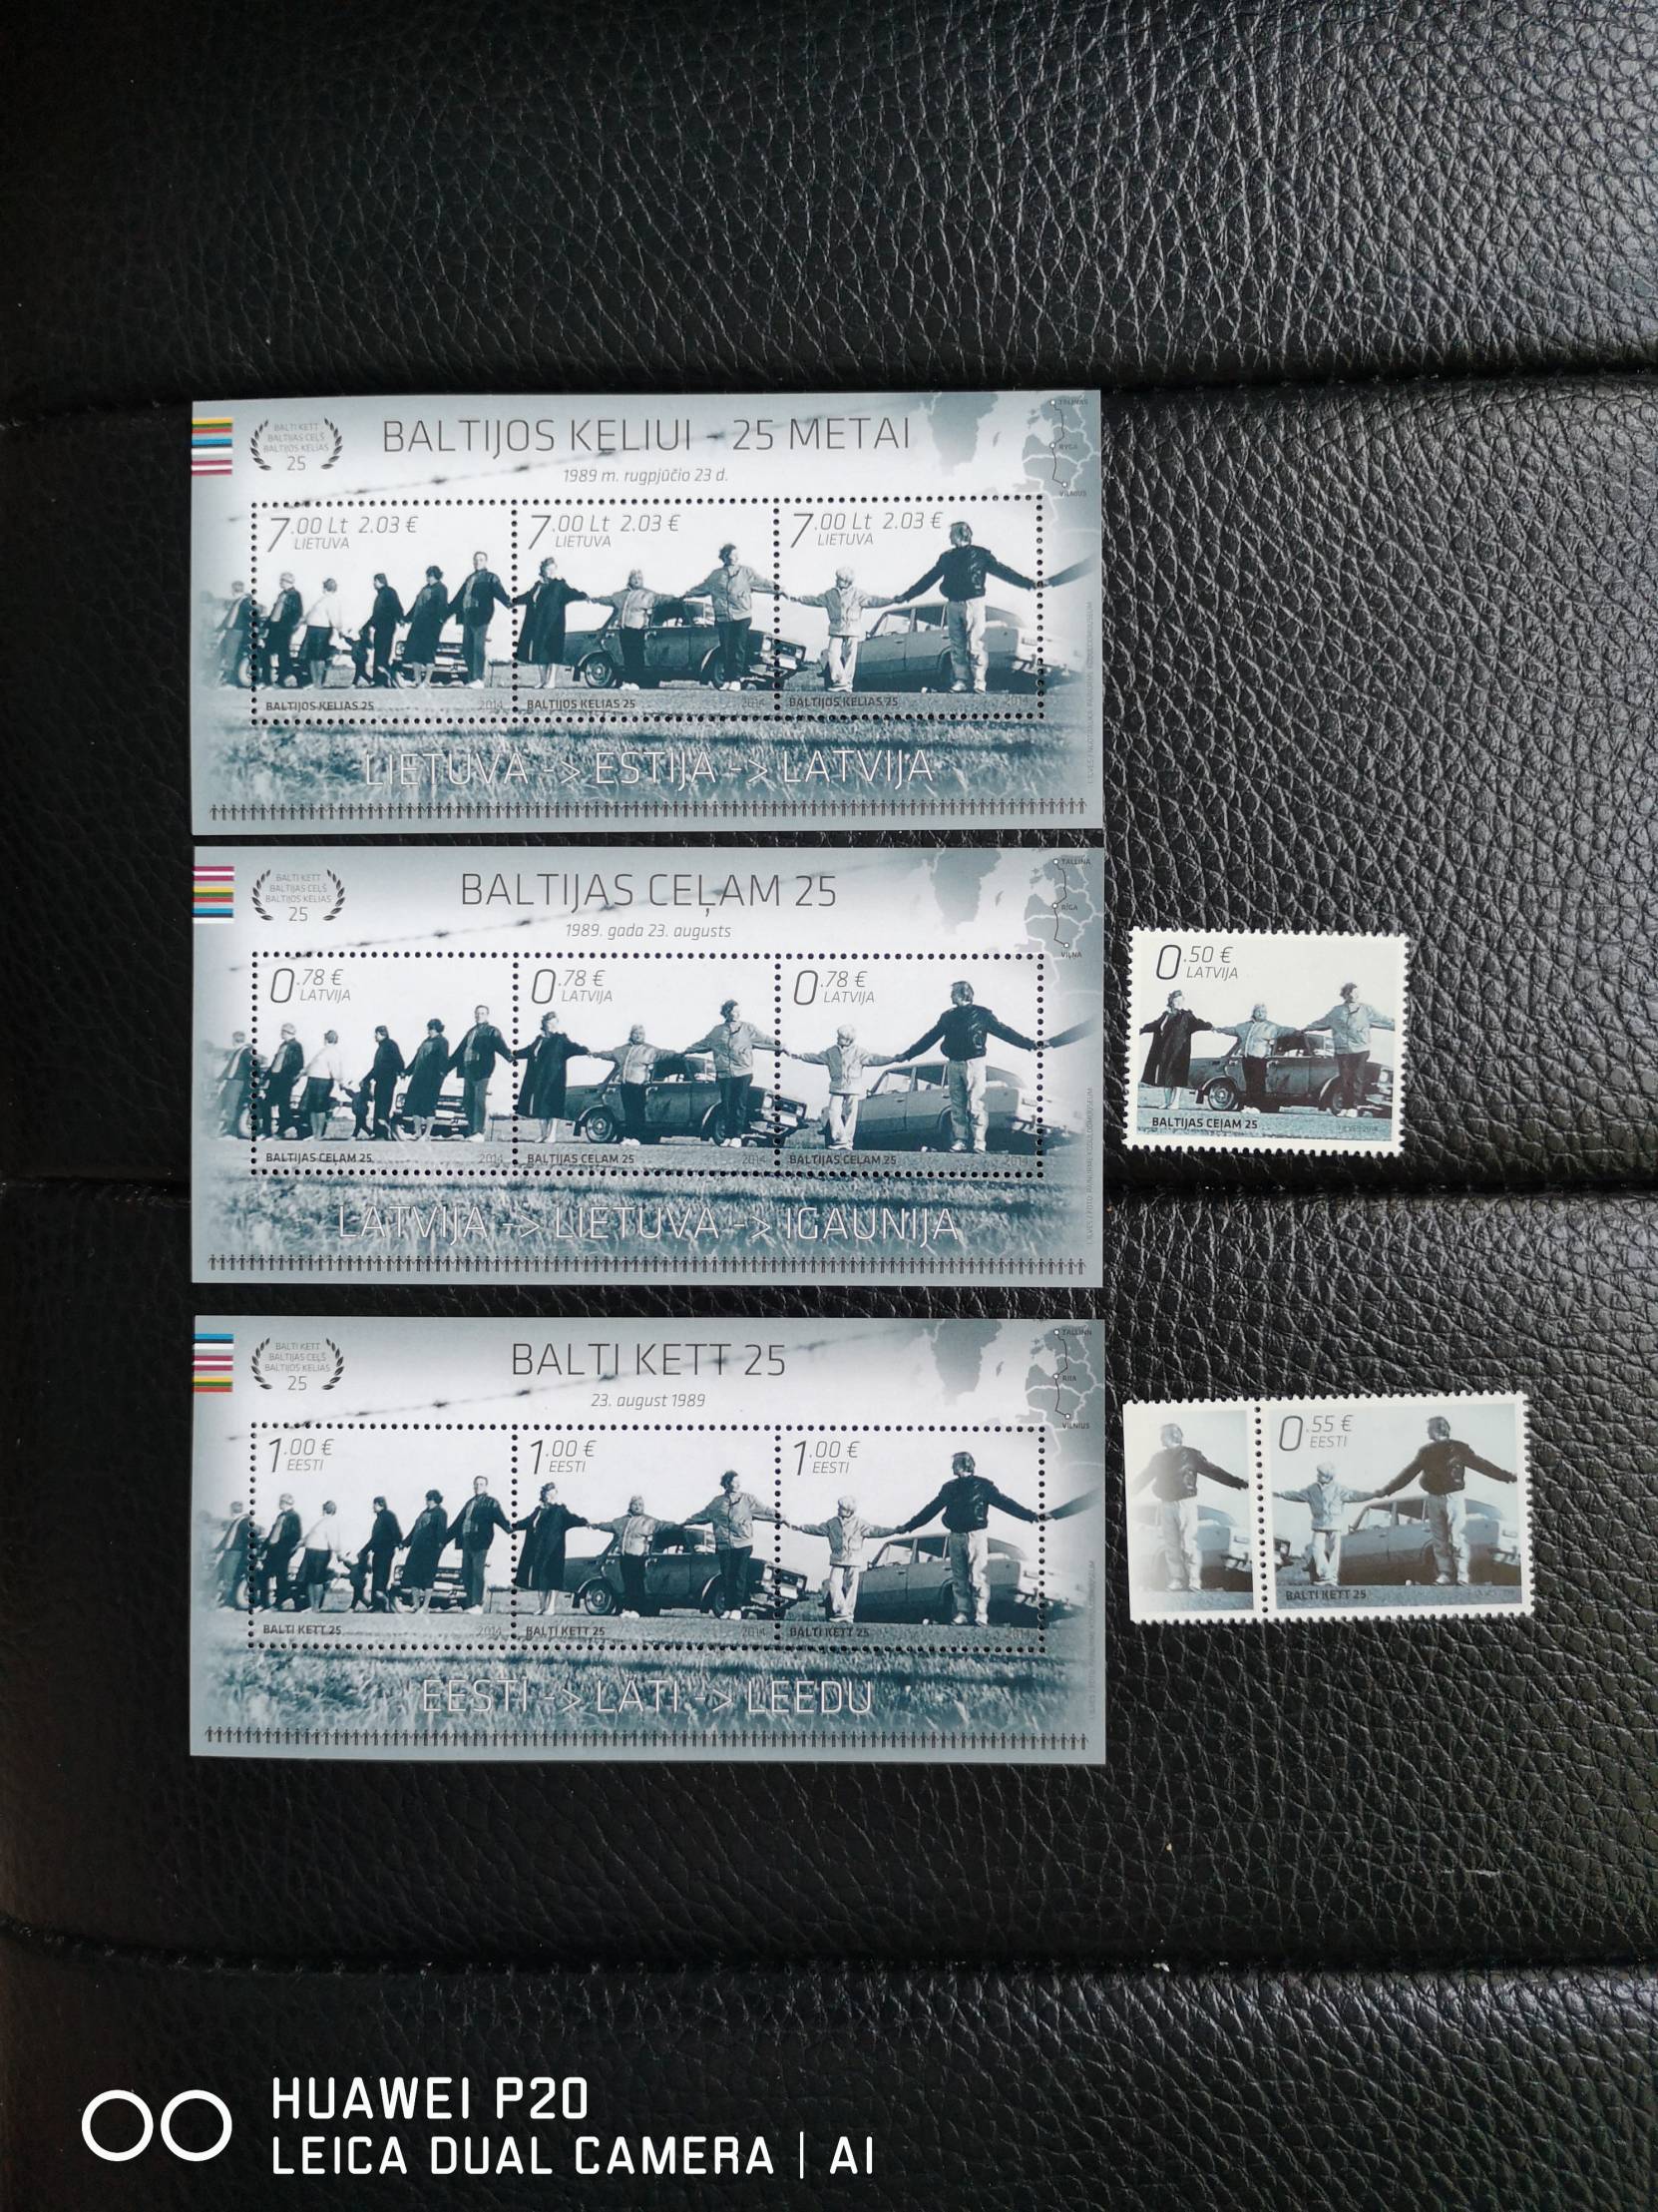 BALTI KETT
BALTIJAS CEĻŠ
BALTIJOS KELIAS
25
BALTIJOS KELIUI - 25 METAI
1989 m. rugpjūčio 23 d.
TALINAS
RYGA
VILNIUS
7.00 Lt 2.03 €
LIETUVA
7.00 Lt 2.03 €
LIETUVA
7.00 Lt 2.03 €
LIETUVA
BALTIJOS KELIAS 25 2014
BALTIJOS KELIAS 25 2014
BALTIJOS KELIAS 25 2014
LIETUVA -> ESTIJA -> LATVIJA
BALTI KETT
BALTIJAS CEĻŠ
BALTIJOS KELIAS
25
BALTIJAS CEĻAM 25
1989. gada 23. augusts
TALLINA
RĪGA
VIĻŅA
0.78 €
LATVIJA
0.78 €
LATVIJA
0.78 €
LATVIJA
BALTIJAS CEĻAM 25 2014
BALTIJAS CEĻAM 25 2014
BALTIJAS CEĻAM 25 2014
LATVIJA -> LIETUVA -> IGAUNIJA
0.50 €
LATVIJA
BALTIJAS CEĻAM 25
BALTI KETT
BALTIJAS CEĻŠ
BALTIJOS KELIAS
25
BALTI KETT 25
23. august 1989
TALLINN
RIIA
VILNIUS
1.00 €
EESTI
1.00 €
EESTI
1.00 €
EESTI
BALTI KETT 25 2014
BALTI KETT 25 2014
BALTI KETT 25 2014
EESTI -> LÄTI -> LEEDU
0.55 €
EESTI
BALTI KETT 25
HUAWEI P20
LEICA DUAL CAMERA | AI